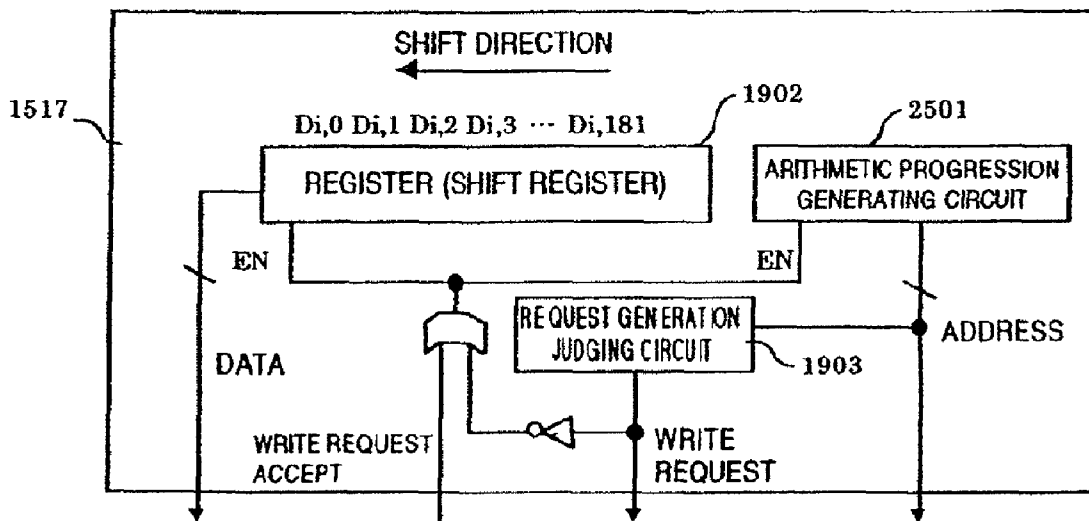 SHIFT DIRECTION
1517
1902
2501
Di,0 Di,1 Di,2 Di,3 ··· Di,181
REGISTER (SHIFT REGISTER)
ARITHMETIC PROGRESSION
GENERATING CIRCUIT
EN
EN
REQUEST GENERATION
JUDGING CIRCUIT
ADDRESS
DATA
1903
WRITE REQUEST
ACCEPT
WRITE
REQUEST